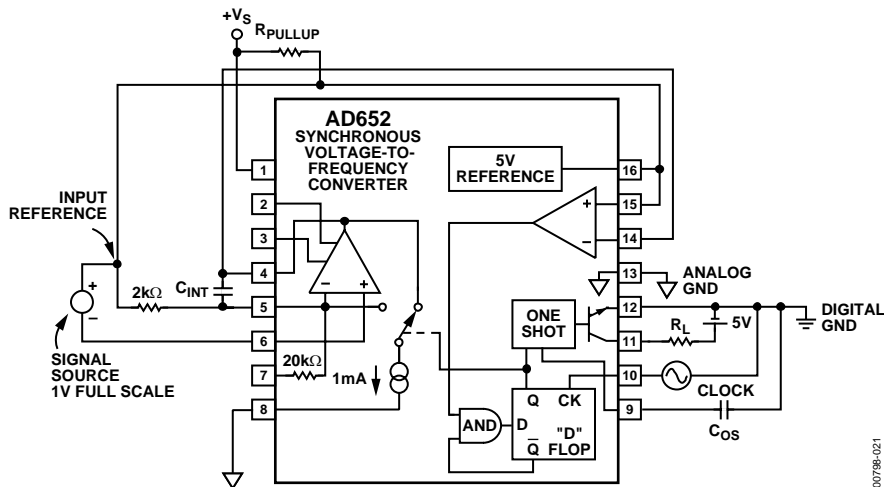 +VS
RPULLUP
AD652
SYNCHRONOUS
VOLTAGE-TO-
FREQUENCY
CONVERTER
5V
REFERENCE
1
2
3
4
5
6
7
8
16
15
14
13
12
11
10
9
INPUT
REFERENCE
2kΩ
CINT
+
–
SIGNAL
SOURCE
1V FULL SCALE
–
+
20kΩ
1mA
+
–
ONE
SHOT
AND
Q
CK
D
"D"
Q
FLOP
ANALOG
GND
DIGITAL
GND
RL
5V
CLOCK
COS
00798-021